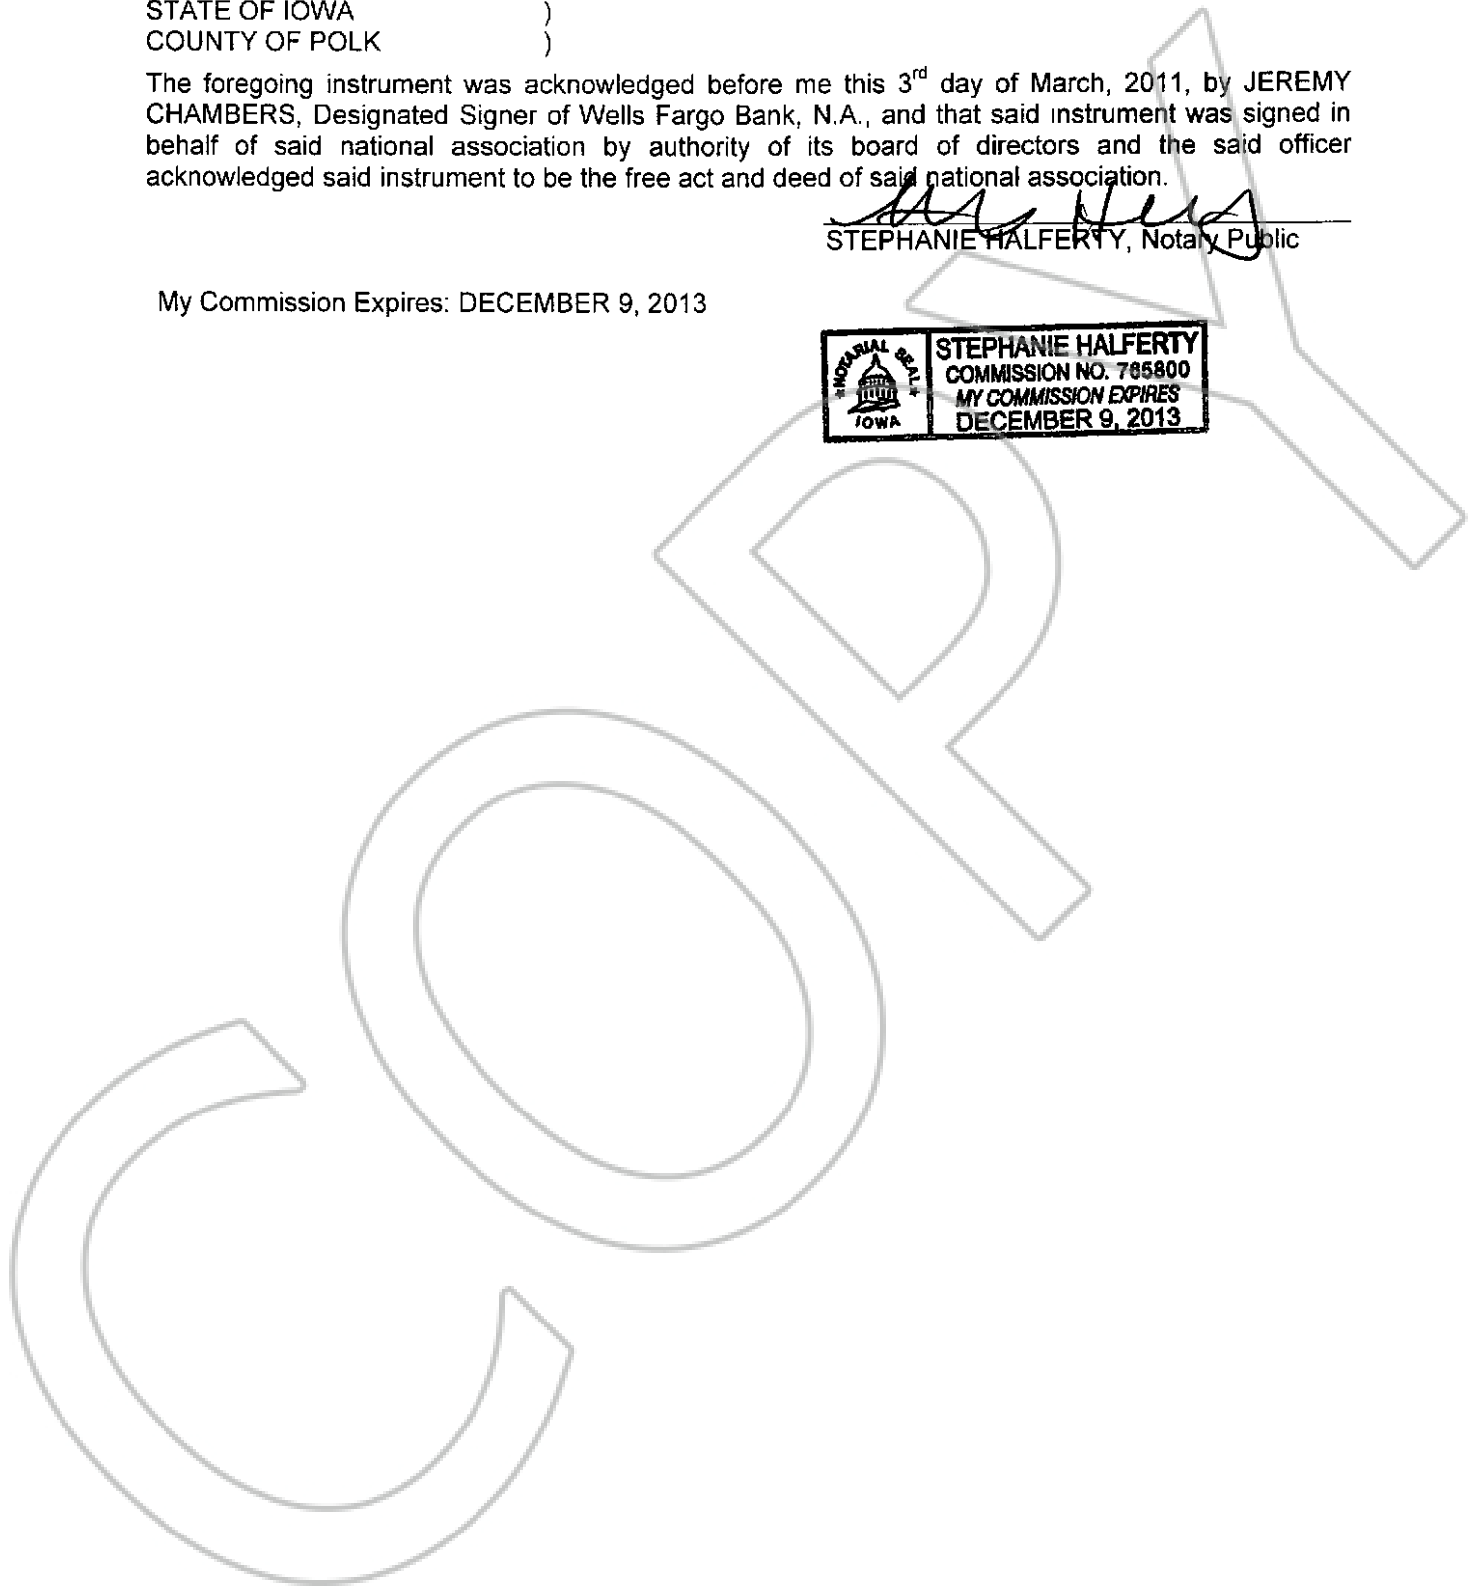 STATE OF IOWA )
COUNTY OF POLK )
The foregoing instrument was acknowledged before me this 3rd day of March, 2011, by JEREMY
CHAMBERS, Designated Signer of Wells Fargo Bank, N.A., and that said instrument was signed in
behalf of said national association by authority of its board of directors and the said officer
acknowledged said instrument to be the free act and deed of said national association.
STEPHANIE HALFERTY, Notary Public
My Commission Expires: DECEMBER 9, 2013
NOTARIAL SEAL
IOWA
STEPHANIE HALFERTY
COMMISSION NO. 765800
MY COMMISSION EXPIRES
DECEMBER 9, 2013
COPY